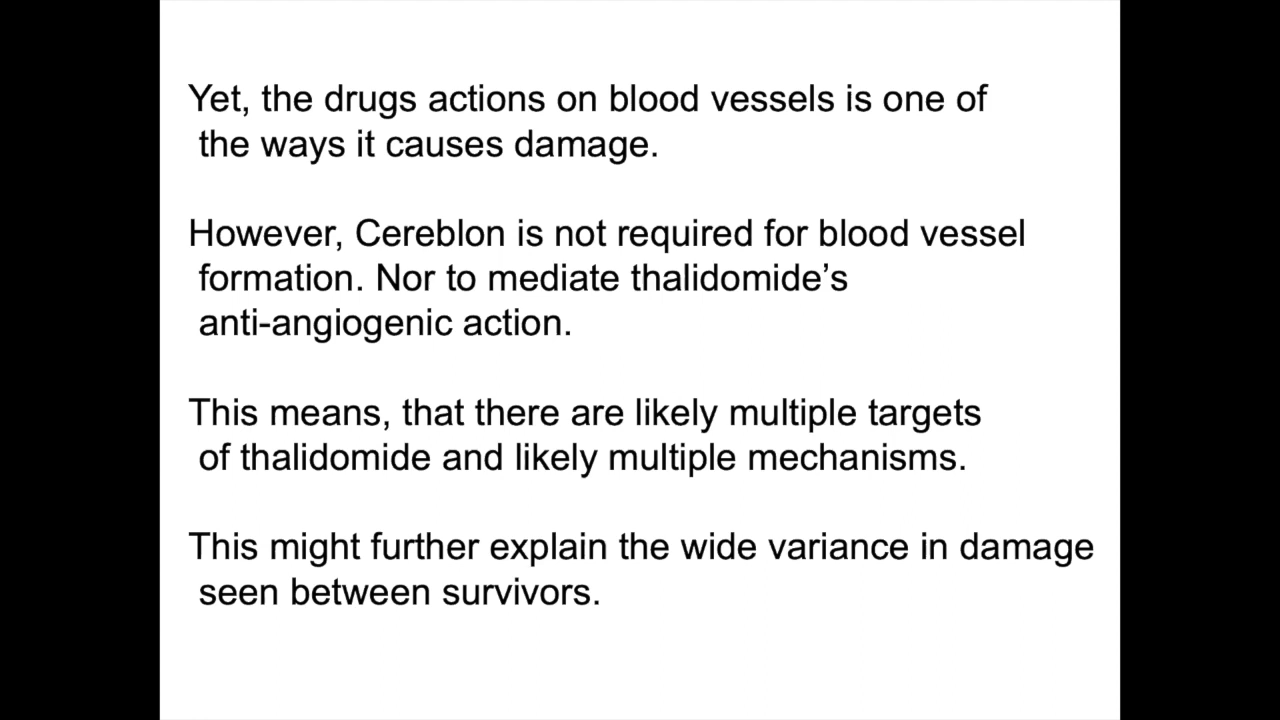 Yet, the drugs actions on blood vessels is one of
the ways it causes damage.
However, Cereblon is not required for blood vessel
formation. Nor to mediate thalidomide’s
anti-angiogenic action.
This means, that there are likely multiple targets
of thalidomide and likely multiple mechanisms.
This might further explain the wide variance in damage
seen between survivors.